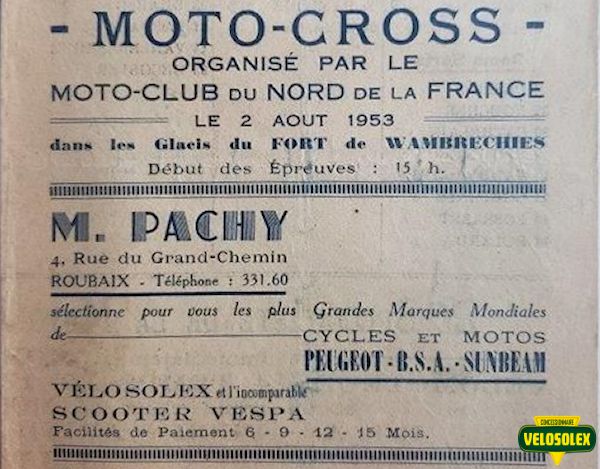 - MOTO-CROSS -
ORGANISÉ PAR LE
MOTO-CLUB DU NORD DE LA FRANCE
LE 2 AOUT 1953
dans les Glacis du FORT de WAMBRECHIES
Début des Épreuves : 15 h.
M. PACHY
4, Rue du Grand-Chemin
ROUBAIX - Téléphone : 331.60
sélectionne pour vous les plus Grandes Marques Mondiales
de CYCLES ET MOTOS
PEUGEOT - B.S.A. - SUNBEAM
VÉLOSOLEX et l'incomparable
SCOOTER VESPA
Facilités de Paiement 6 - 9 - 12 - 15 Mois.
CONCESSIONNAIRE
VELOSOLEX